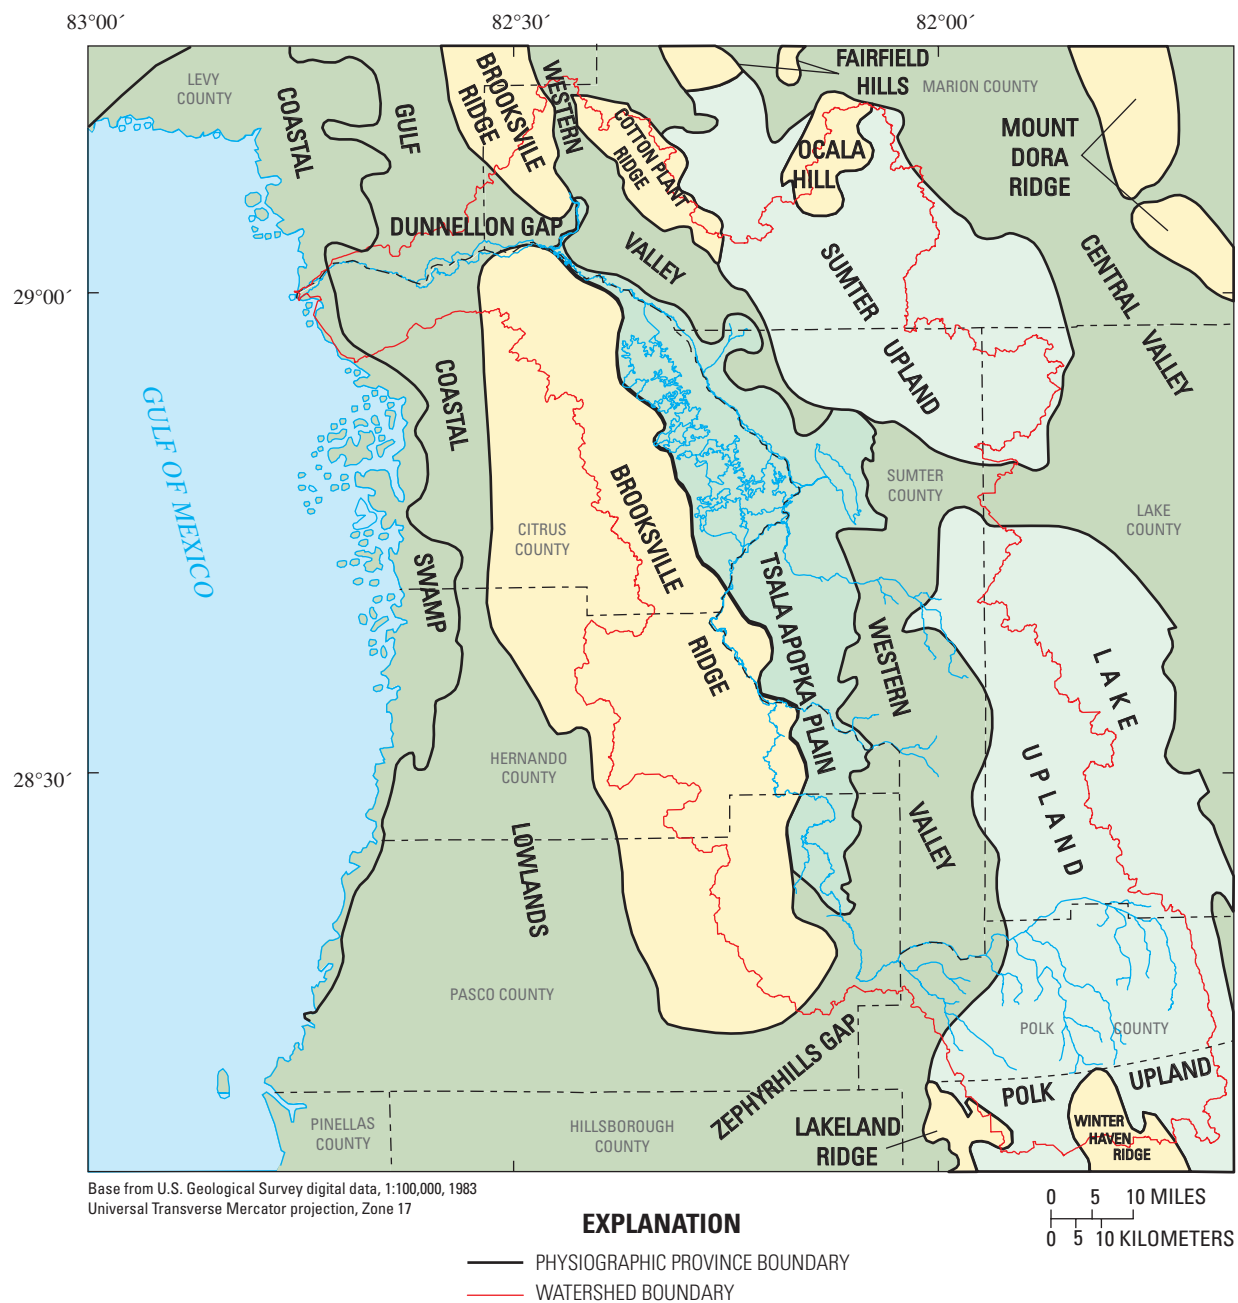 83°00´
82°30´
82°00´
29°00´
28°30´
LEVY
COUNTY
COASTAL
GULF
BROOKSVILE
RIDGE
WESTERN
COTTON PLANT
RIDGE
FAIRFIELD
HILLS
MARION COUNTY
OCALA
HILL
MOUNT
DORA
RIDGE
DUNNELLON GAP
VALLEY
SUMTER
UPLAND
CENTRAL
VALLEY
GULF OF MEXICO
COASTAL
SWAMP
LOWLANDS
CITRUS
COUNTY
BROOKSVILLE
RIDGE
TSALA APOPKA PLAIN
SUMTER
COUNTY
LAKE
COUNTY
WESTERN
VALLEY
LAKE
UPLAND
HERNANDO
COUNTY
PASCO COUNTY
ZEPHYRHILLS GAP
POLK
COUNTY
POLK
UPLAND
PINELLAS
COUNTY
HILLSBOROUGH
COUNTY
LAKELAND
RIDGE
WINTER
HAVEN
RIDGE
Base from U.S. Geological Survey digital data, 1:100,000, 1983
Universal Transverse Mercator projection, Zone 17
0 5 10 MILES
0 5 10 KILOMETERS
EXPLANATION
PHYSIOGRAPHIC PROVINCE BOUNDARY
WATERSHED BOUNDARY